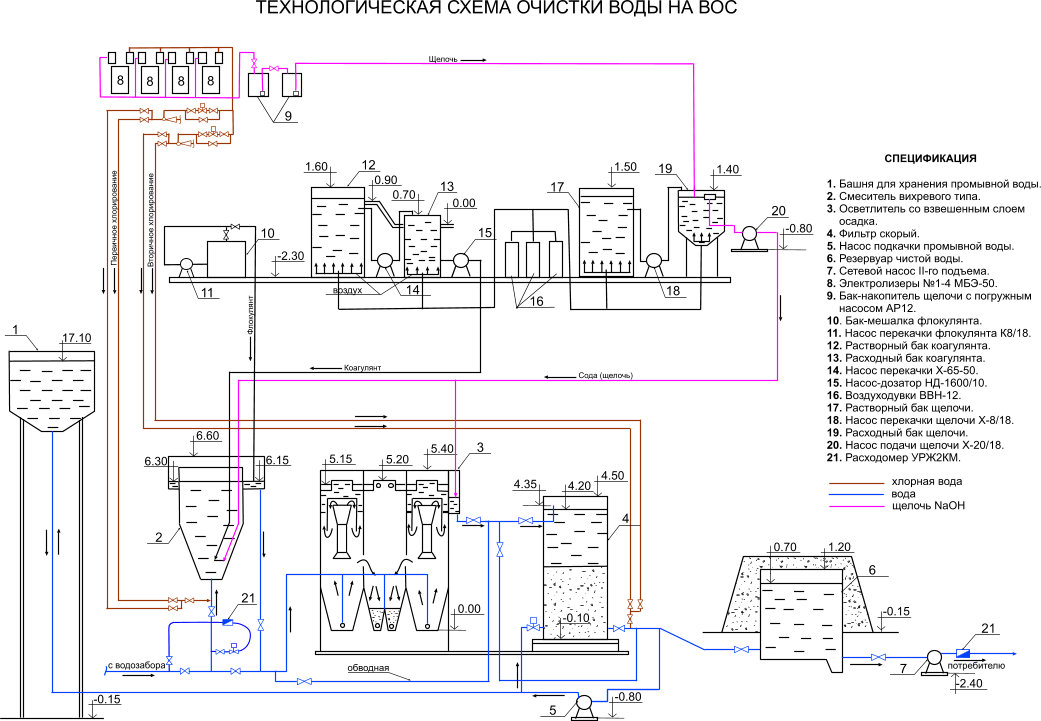 ТЕХНОЛОГИЧЕСКАЯ СХЕМА ОЧИСТКИ ВОДЫ НА ВОС
Щелочь
8 8 8 8
9
Первичное хлорирование
Вторичное хлорирование
1.60
12
0.90
0.70
13
0.00
15
14
воздух
-2.30
10
11
Флокулянт
1.50
17
16
18
19
1.40
20
-0.80
Коагулянт
Сода (щелочь)
СПЕЦИФИКАЦИЯ
1. Башня для хранения промывной воды.
2. Смеситель вихревого типа.
3. Осветлитель со взвешенным слоем
осадка.
4. Фильтр скорый.
5. Насос подкачки промывной воды.
6. Резервуар чистой воды.
7. Сетевой насос II-го подъема.
8. Электролизеры №1-4 МБЭ-50.
9. Бак-накопитель щелочи с погружным
насосом АР12.
10. Бак-мешалка флокулянта.
11. Насос перекачки флокулянта К8/18.
12. Растворный бак коагулянта.
13. Расходный бак коагулянта.
14. Насос перекачки Х-65-50.
15. Насос-дозатор НД-1600/10.
16. Воздуходувки ВВН-12.
17. Растворный бак щелочи.
18. Насос перекачки щелочи Х-8/18.
19. Расходный бак щелочи.
20. Насос подачи щелочи Х-20/18.
21. Расходомер УРЖ2КМ.
хлорная вода
вода
щелочь NaOH
1
17.10
-0.15
6.60
6.30
6.15
2
21
с водозабора
обводная
5.15
5.20
5.40
3
0.00
4.35
4.20
4.50
4
-0.10
5
-0.80
0.70
1.20
6
-0.15
7
21
потребителю
-2.40